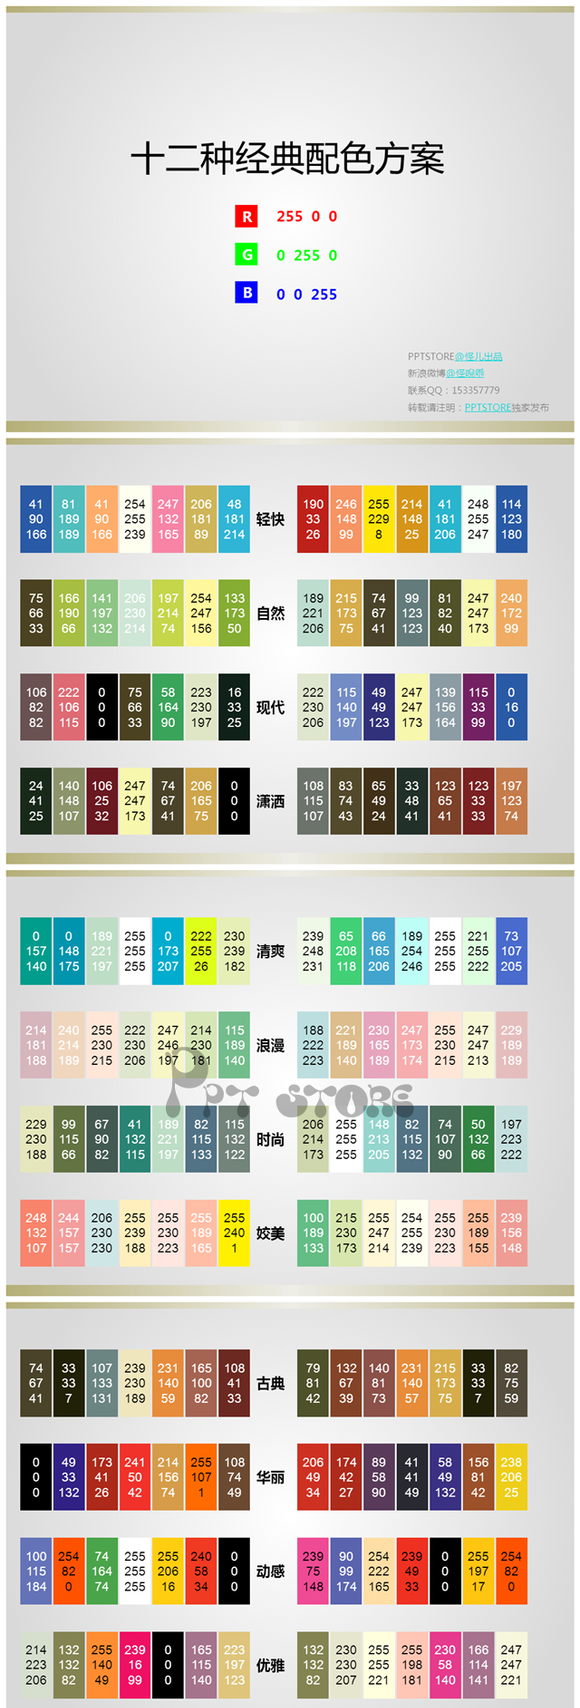 十二种经典配色方案
R 255 0 0
G 0 255 0
B 0 0 255
PPTSTORE@怪儿出品
新浪微博@怪姽爺
联系QQ：153357779
转载请注明：PPTSTORE独家发布
41 81 41 254 247 206 48 190 246 255 214 41 248 114
90 189 90 255 132 181 181 轻快 33 148 229 148 181 255 123
166 189 166 239 165 89 214 26 99 8 25 206 247 180
75 166 141 206 197 254 133 189 215 74 99 81 247 240
66 190 197 230 214 247 173 自然 221 173 67 123 82 247 172
33 66 132 214 74 156 50 206 75 41 123 40 173 99
106 222 0 75 58 223 16 222 115 49 247 139 115 0
82 106 0 66 164 230 33 现代 230 140 49 247 156 33 16
82 115 0 33 90 197 25 206 197 123 173 164 99 0
24 140 106 247 74 206 0 108 83 65 33 123 123 197
41 148 25 247 67 165 0 潇洒 115 74 49 48 65 33 123
25 107 32 173 41 75 0 107 43 24 41 41 33 74
0 0 189 255 0 222 230 239 65 66 189 255 221 73
157 148 221 255 173 255 239 清爽 248 208 165 254 255 255 107
140 175 197 255 207 26 182 231 118 206 246 255 222 205
214 240 255 222 247 214 115 188 221 230 247 255 247 229
181 214 230 230 246 230 189 浪漫 222 189 165 173 230 247 189
188 189 215 206 197 181 140 223 140 189 174 215 213 189
PPT STORE
229 99 67 41 189 82 115 206 255 148 82 74 50 197
230 115 90 132 221 115 132 时尚 214 255 213 115 107 132 223
188 66 82 115 197 133 122 173 255 205 132 90 66 222
248 244 206 255 255 255 255 100 215 255 254 255 255 239
132 157 230 239 230 189 240 姣美 189 230 247 255 230 189 156
107 157 230 188 223 165 1 133 173 214 239 223 155 148
74 33 107 239 231 165 108 79 132 140 231 215 33 82
67 33 133 230 140 100 41 古典 81 67 81 140 173 33 75
41 7 131 189 59 82 33 42 39 73 57 75 7 59
0 49 173 241 214 255 108 206 174 89 41 58 156 238
0 33 41 50 156 107 74 华丽 49 42 58 41 49 81 206
0 132 26 42 74 1 49 34 27 90 49 132 42 25
100 254 74 255 255 240 0 239 90 254 239 0 255 254
115 82 164 255 206 58 0 动感 75 99 222 49 0 197 82
184 0 74 255 16 34 0 148 174 165 33 0 17 0
214 132 255 239 0 165 223 132 230 255 255 230 166 247
223 132 140 16 0 115 197 优雅 132 230 255 198 58 114 247
206 82 49 99 0 140 123 82 207 221 181 140 141 221